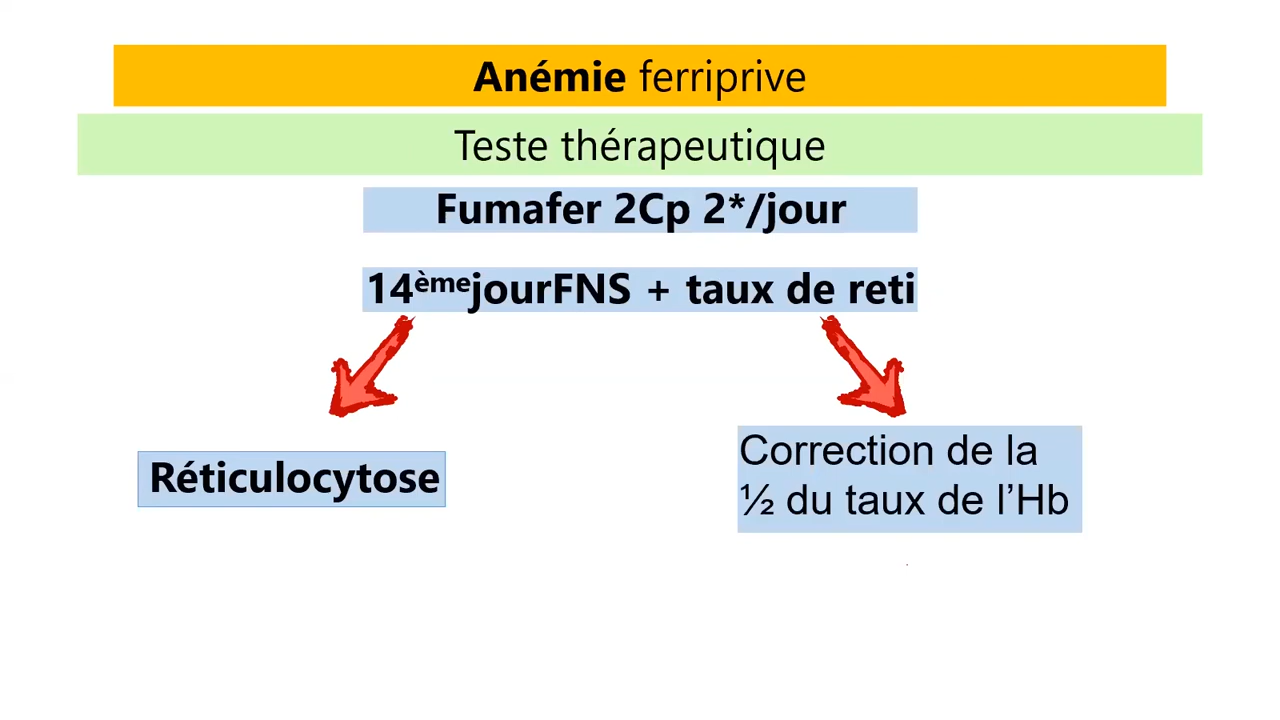 Anémie ferriprive
Teste thérapeutique
Fumafer 2Cp 2*/jour
14èmejourFNS + taux de reti
Réticulocytose
Correction de la
½ du taux de l’Hb